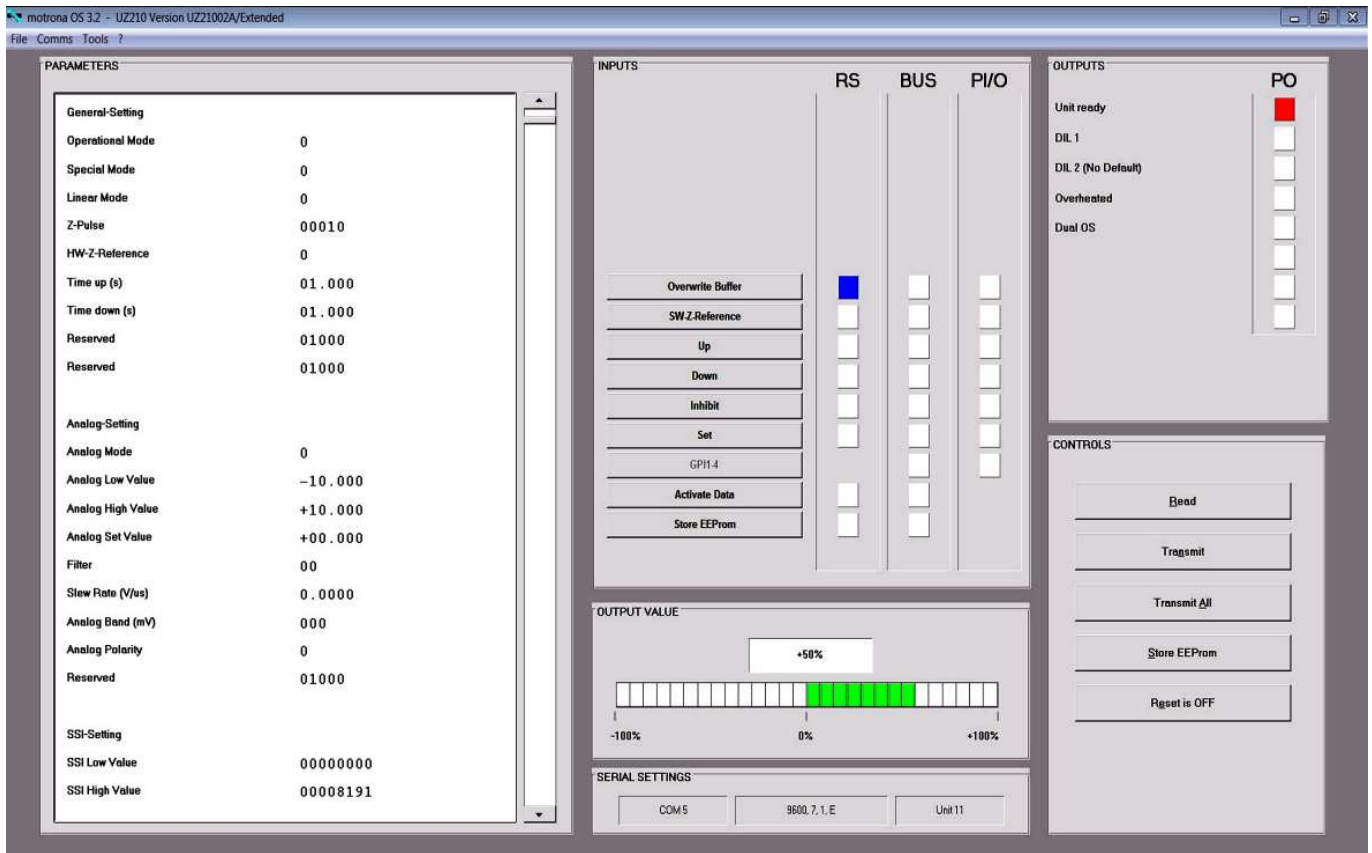 motrona OS 3.2 - UZ210 Version UZ21002A/Extended
File Comms Tools ?
PARAMETERS
General-Setting
Operational Mode 0
Special Mode 0
Linear Mode 0
Z-Pulse 00010
HW-Z-Reference 0
Time up (s) 01.000
Time down (s) 01.000
Reserved 01000
Reserved 01000
Analog-Setting
Analog Mode 0
Analog Low Value -10.000
Analog High Value +10.000
Analog Set Value +00.000
Filter 00
Slew Rate (V/us) 0.0000
Analog Band (mV) 000
Analog Polarity 0
Reserved 01000
SSI-Setting
SSI Low Value 00000000
SSI High Value 00008191
INPUTS
RS BUS PI/O
Overwrite Buffer
SW-Z-Reference
Up
Down
Inhibit
Set
GPI1-4
Activate Data
Store EEProm
OUTPUT VALUE
+50%
-100% 0% +100%
SERIAL SETTINGS
COM 5 9600, 7, 1, E Unit 11
OUTPUTS
PO
Unit ready
DIL 1
DIL 2 (No Default)
Overheated
Dual OS
CONTROLS
Read
Transmit
Transmit All
Store EEProm
Reset is OFF